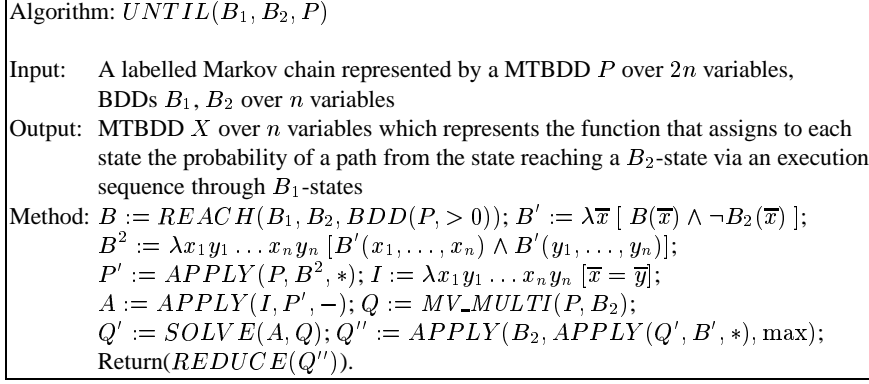 Algorithm: UNTIL(B₁, B₂, P)
Input: A labelled Markov chain represented by a MTBDD P over 2n variables,
BDDs B₁, B₂ over n variables
Output: MTBDD X over n variables which represents the function that assigns to each
state the probability of a path from the state reaching a B₂-state via an execution
sequence through B₁-states
Method: B := REACH(B₁, B₂, BDD(P, > 0)); B′ := λx̅ [ B(x̅) ∧ ¬B₂(x̅) ];
B² := λx₁y₁ … xₙyₙ [B′(x₁, …, xₙ) ∧ B′(y₁, …, yₙ)];
P′ := APPLY(P, B², ∗); I := λx₁y₁ … xₙyₙ [x̅ = y̅];
A := APPLY(I, P′, −); Q := MV_MULTI(P, B₂);
Q′ := SOLVE(A, Q); Q″ := APPLY(B₂, APPLY(Q′, B′, ∗), max);
Return(REDUCE(Q″)).